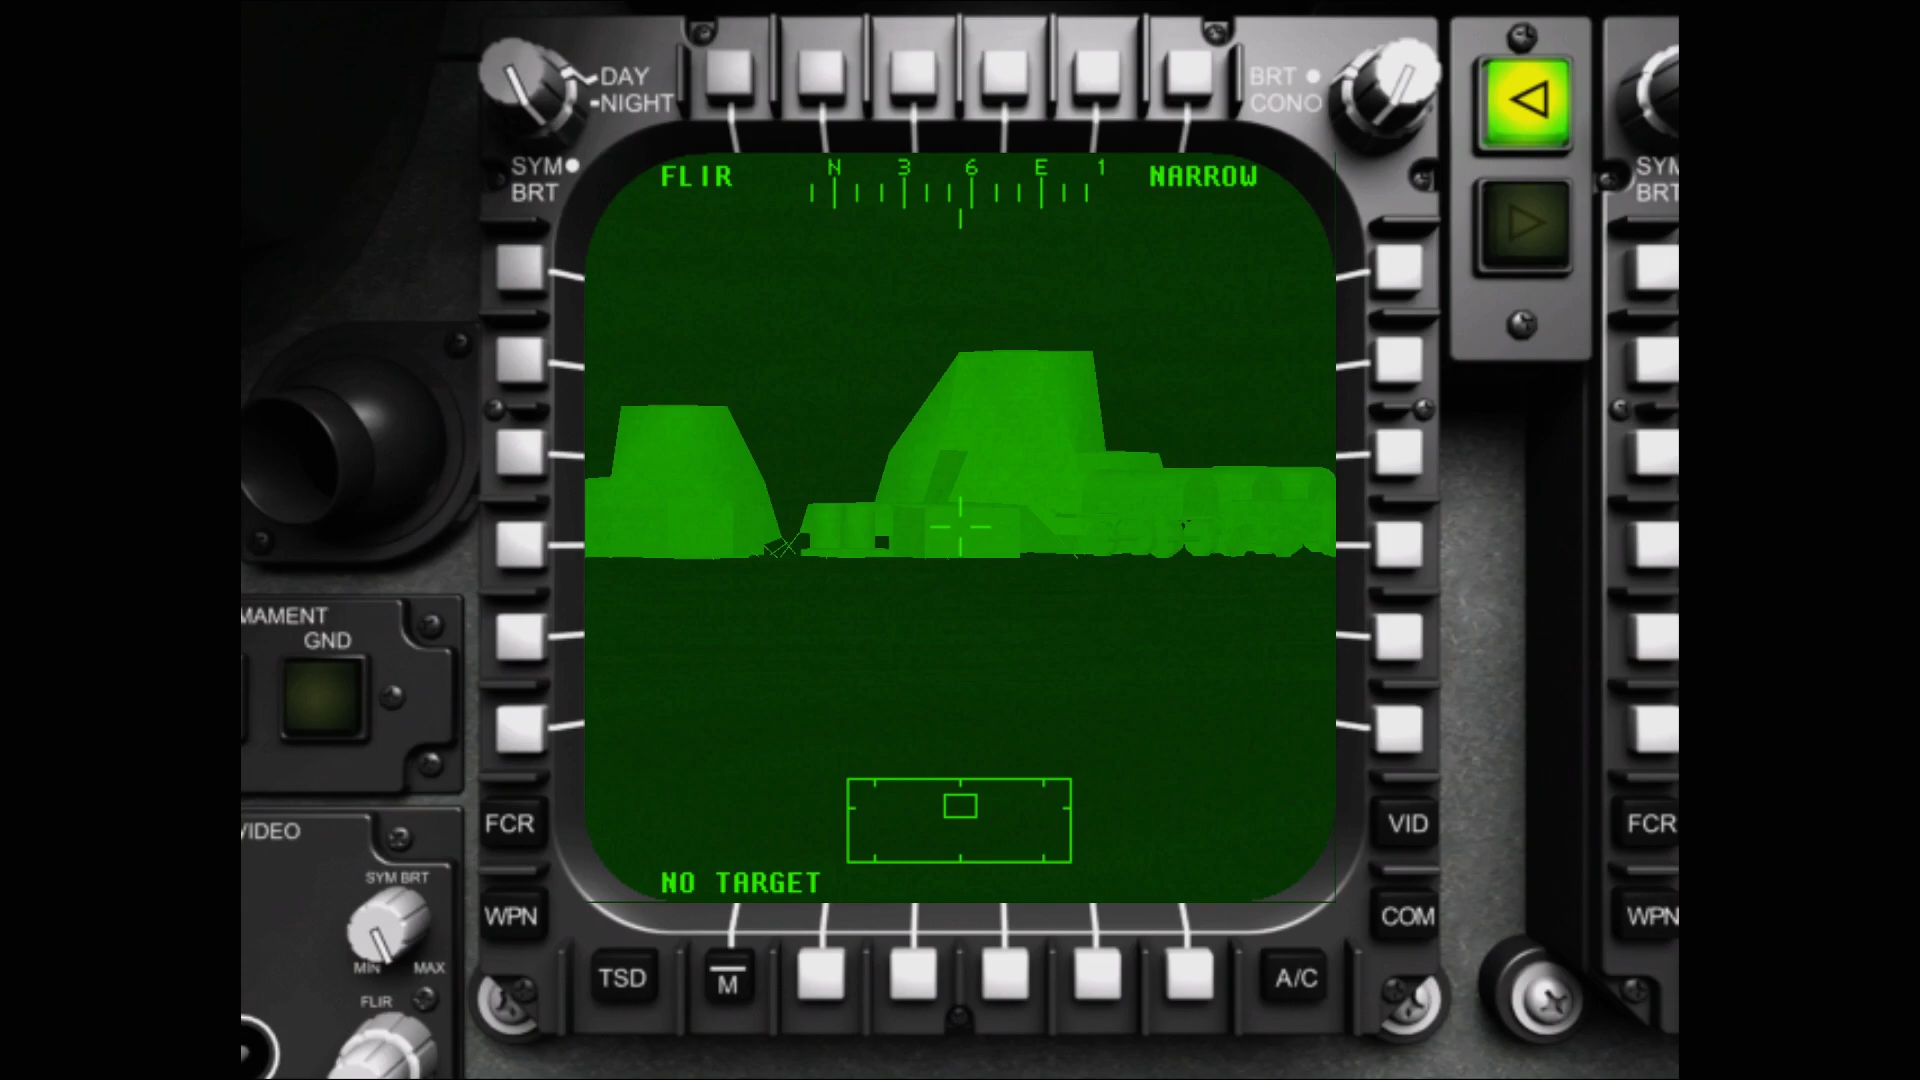 DAY
NIGHT
SYM
BRT
BRT
CONO
SYM
BRT
FLIR
N 3 6 E 1
NARROW
MAMENT
GND
VIDEO
SYM BRT
MIN MAX
FLIR
FCR
WPN
NO TARGET
VID
COM
FCR
WPN
TSD
M
A/C